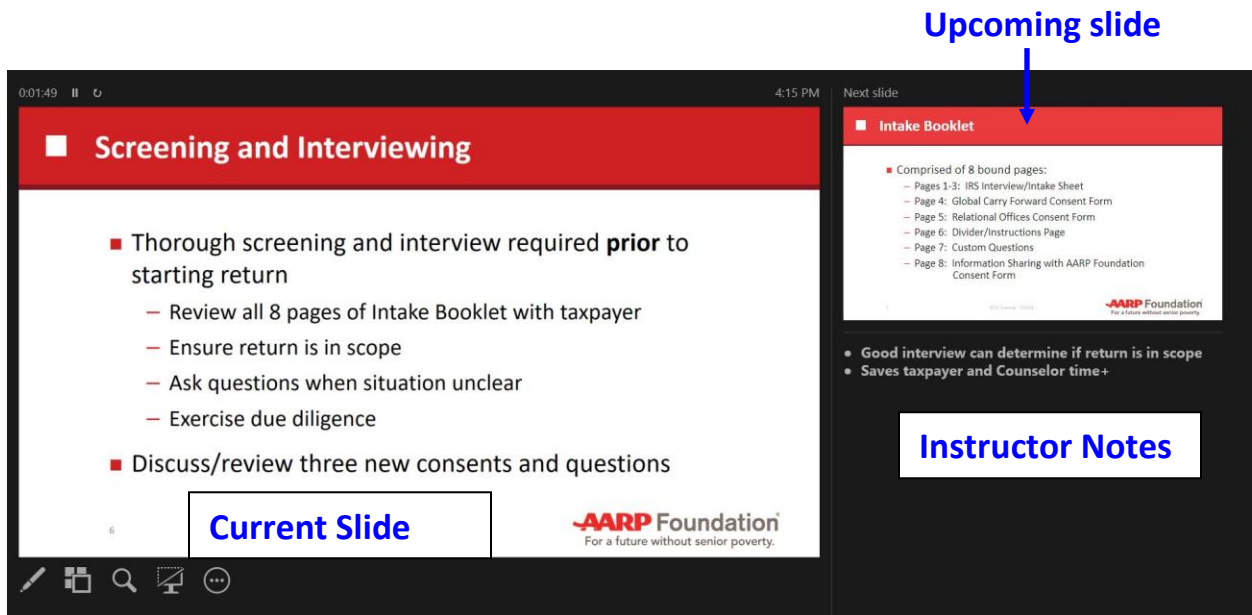 Upcoming slide
0:01:49
4:15 PM
Next slide
Screening and Interviewing
■ Thorough screening and interview required prior to
starting return
– Review all 8 pages of Intake Booklet with taxpayer
– Ensure return is in scope
– Ask questions when situation unclear
– Exercise due diligence
■ Discuss/review three new consents and questions
6
Current Slide
AARP Foundation
For a future without senior poverty.
Intake Booklet
■ Comprised of 8 bound pages:
– Pages 1-3: IRS Interview/Intake Sheet
– Page 4: Global Carry Forward Consent Form
– Page 5: Relational Offices Consent Form
– Page 6: Divider/Instructions Page
– Page 7: Custom Questions
– Page 8: Information Sharing with AARP Foundation
Consent Form
AARP Foundation
For a future without senior poverty.
● Good interview can determine if return is in scope
● Saves taxpayer and Counselor time+
Instructor Notes